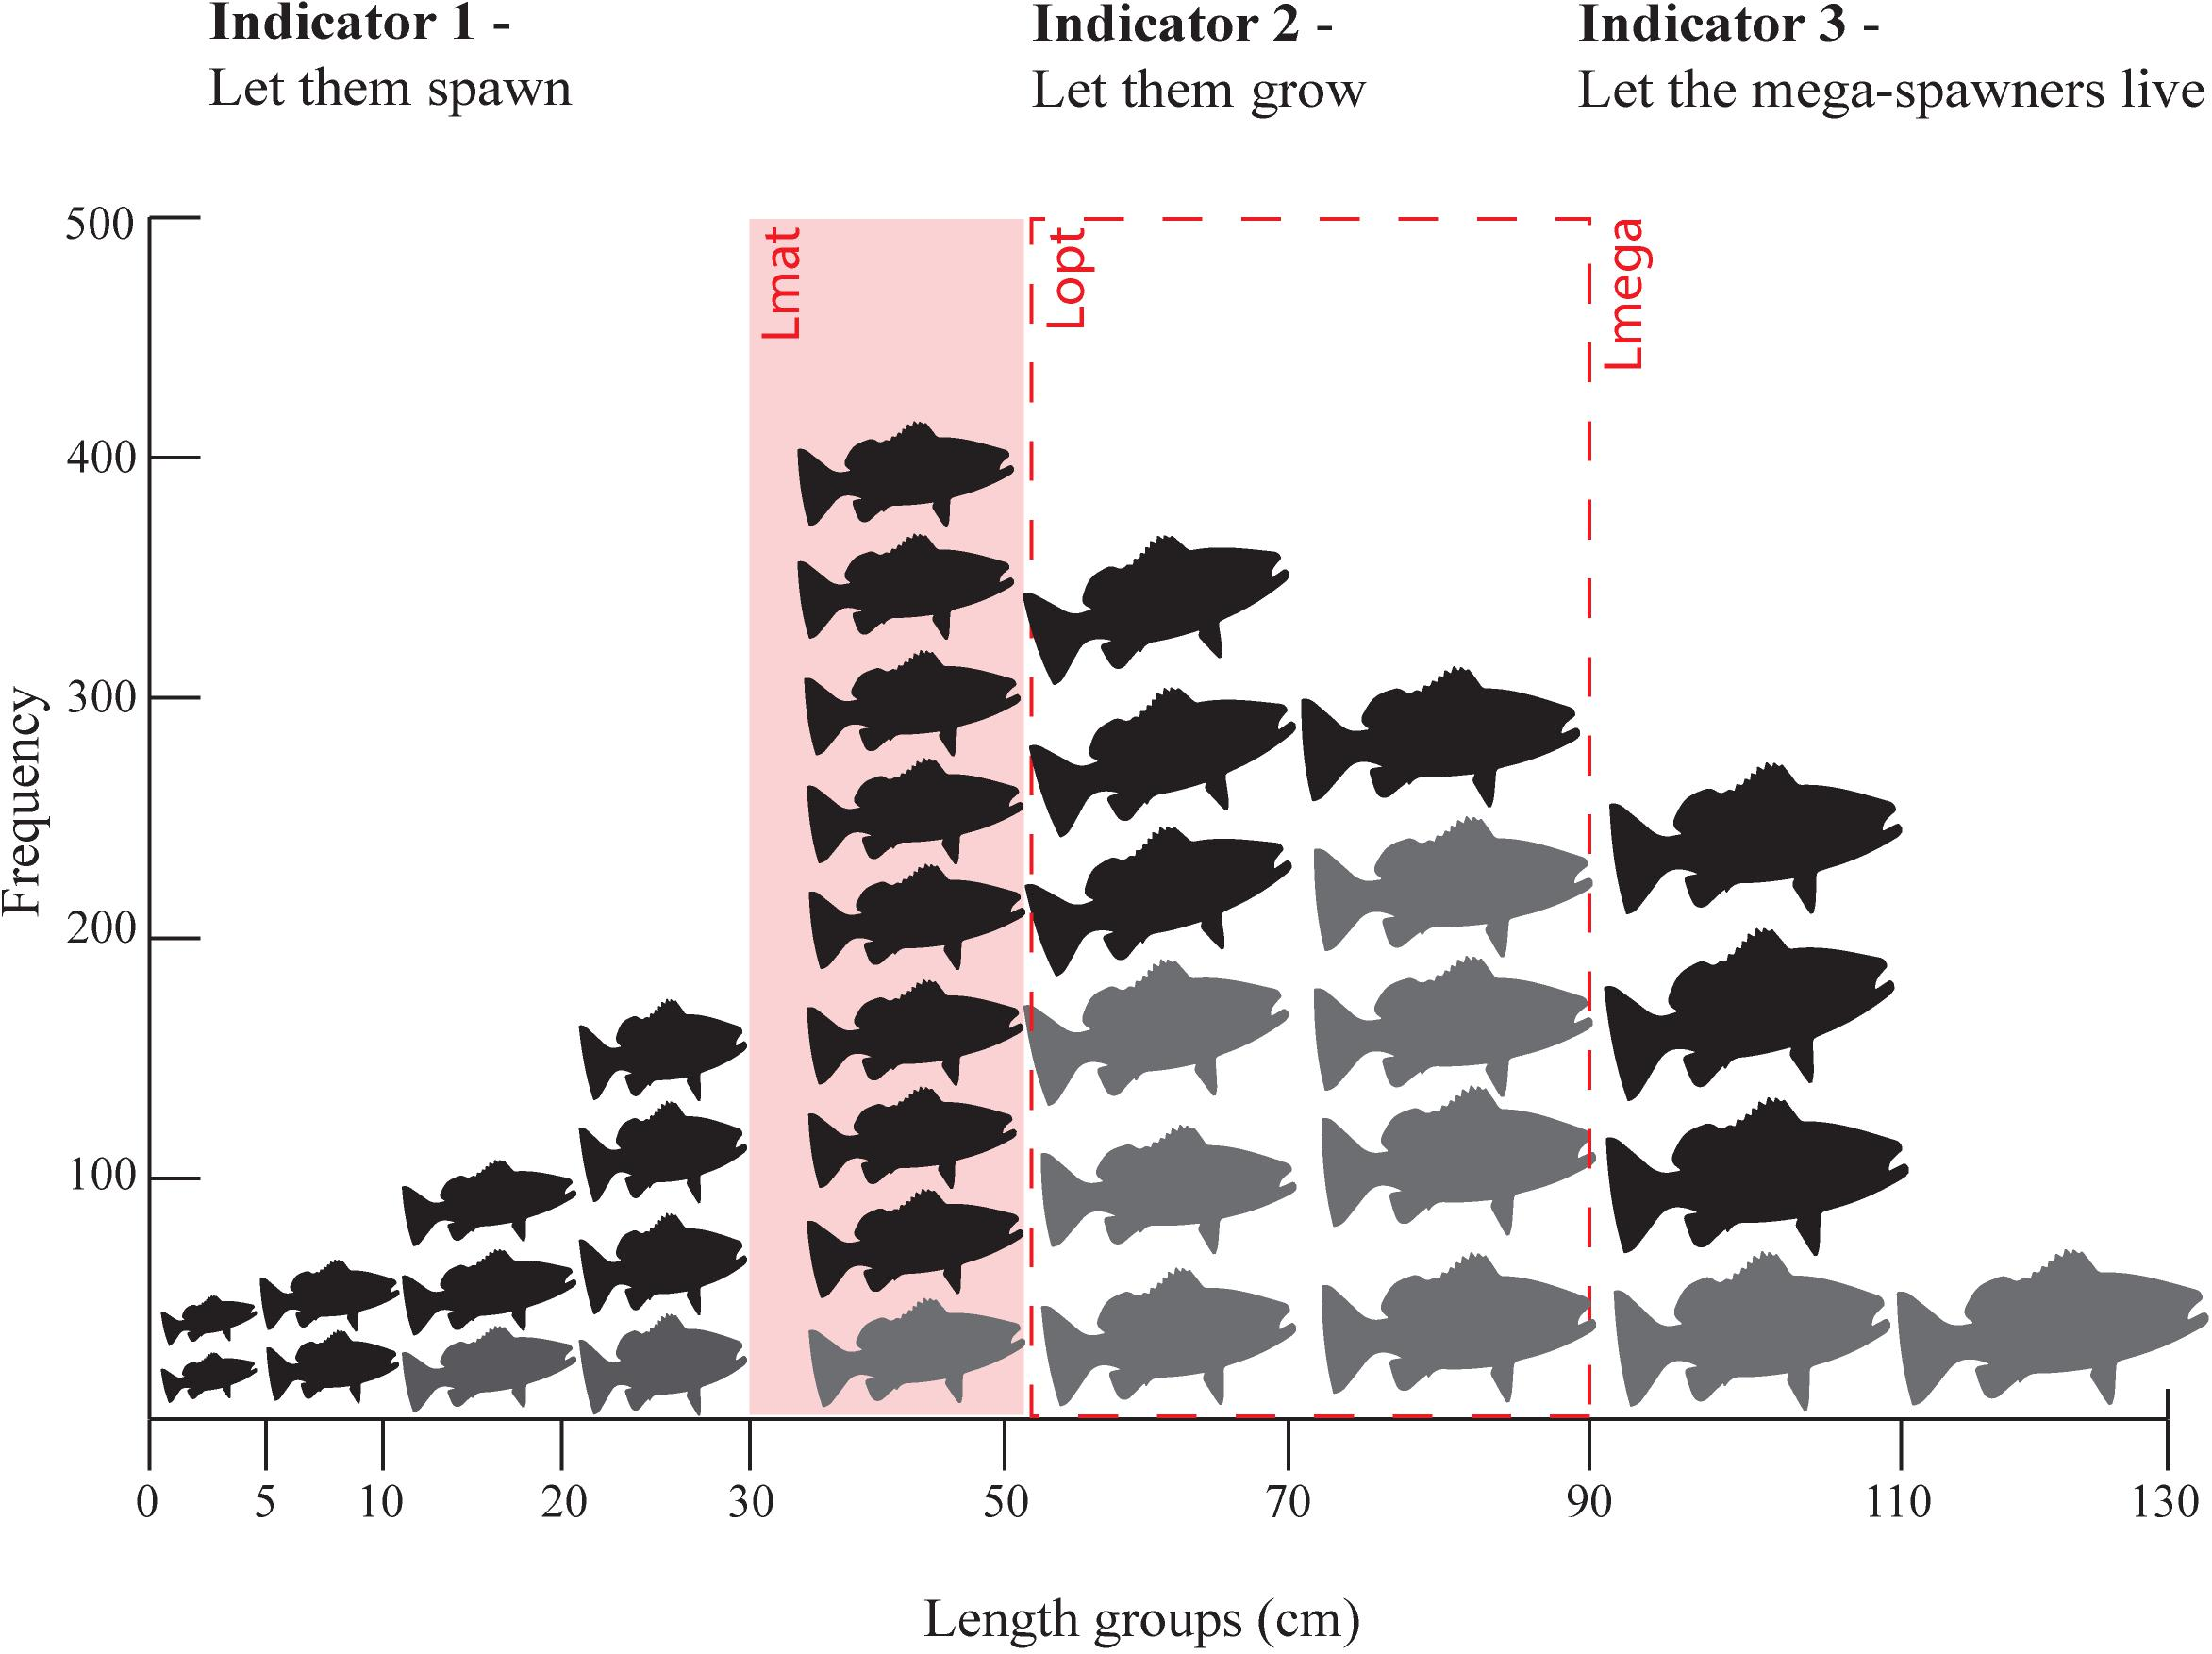 Indicator 1 -
Let them spawn
Indicator 2 -
Let them grow
Indicator 3 -
Let the mega-spawners live
500
400
300
200
100
Frequency
Lmat
Lopt
Lmega
0 5 10 20 30 50 70 90 110 130
Length groups (cm)